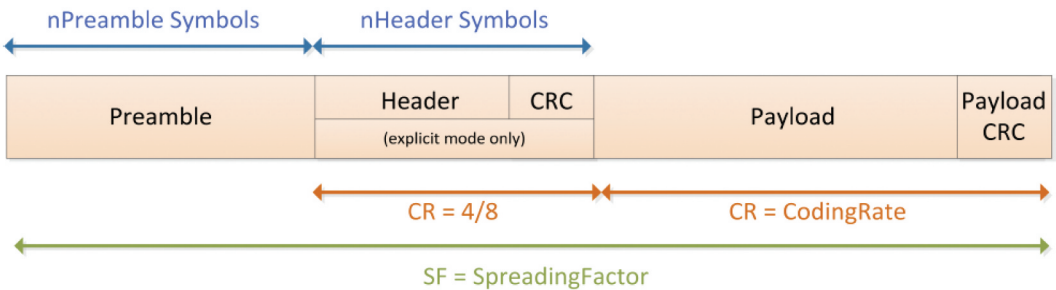 nPreamble Symbols
nHeader Symbols
Preamble
Header
CRC
(explicit mode only)
Payload
Payload
CRC
CR = 4/8
CR = CodingRate
SF = SpreadingFactor